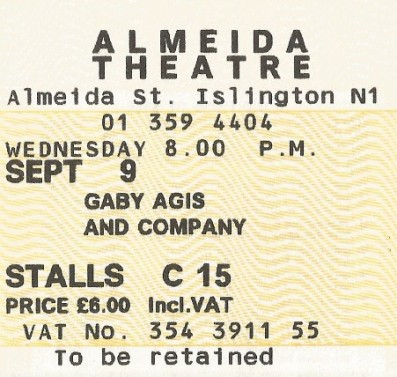 ALMEIDA
THEATRE
Almeida St. Islington N1
01 359 4404
WEDNESDAY 8.00 P.M.
SEPT 9
GABY AGIS
AND COMPANY
STALLS C 15
PRICE £6.00 Incl.VAT
VAT No. 354 3911 55
To be retained